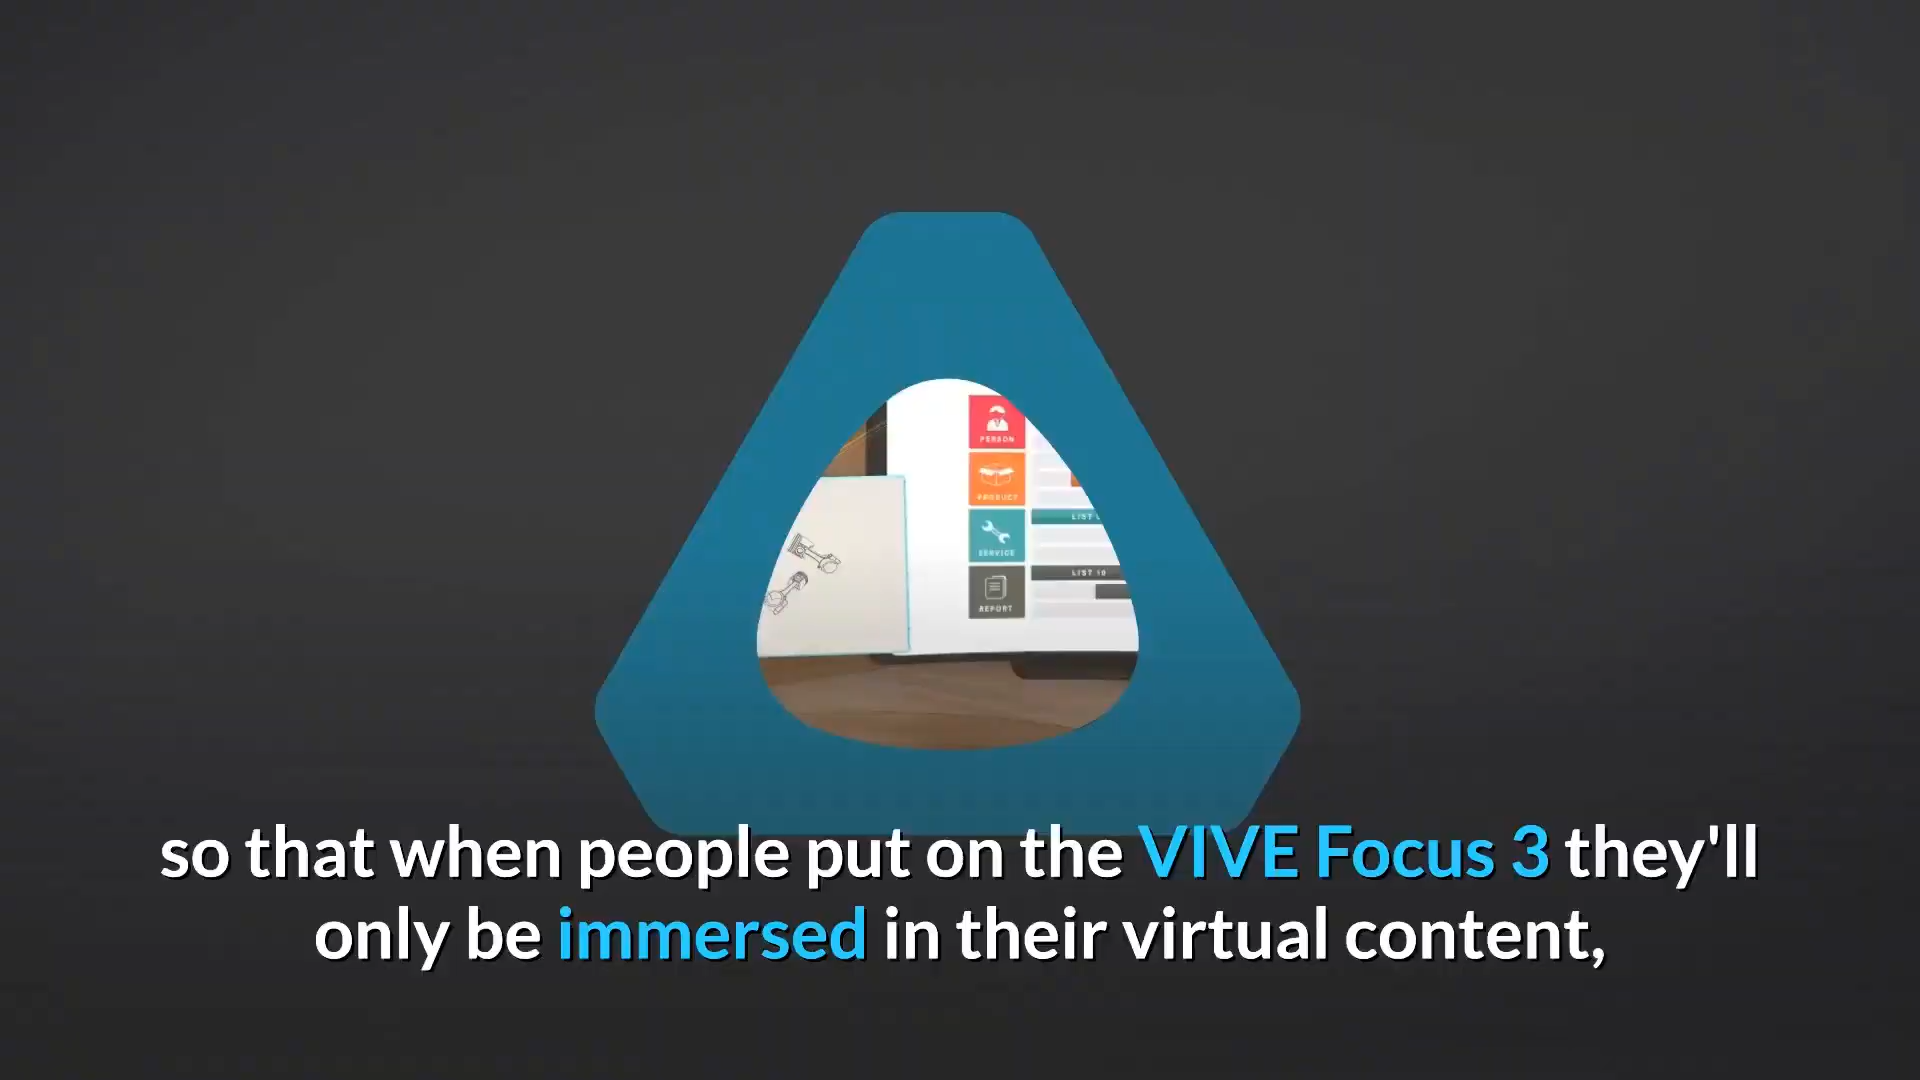 PERSON
PRODUCT
SERVICE
LIST
REPORT
LIST 10
so that when people put on the VIVE Focus 3 they'll
only be immersed in their virtual content,